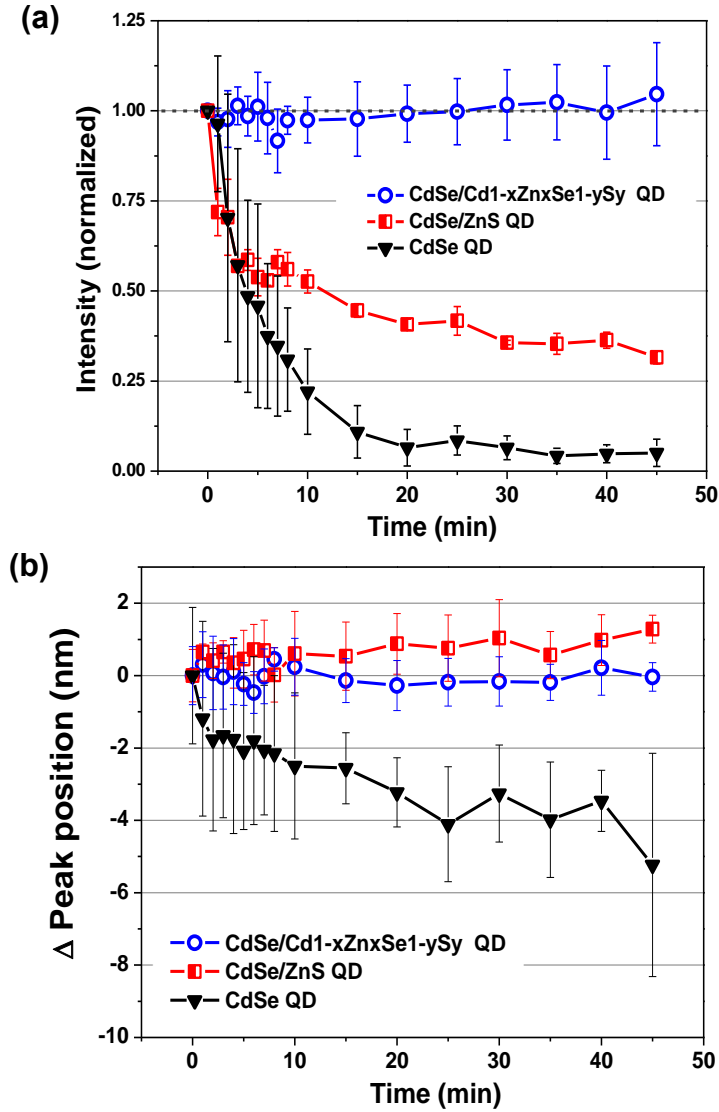 (a)
1.25
1.00
0.75
0.50
0.25
0.00
Intensity (normalized)
CdSe/Cd1-xZnxSe1-ySy QD
CdSe/ZnS QD
CdSe QD
0 10 20 30 40 50
Time (min)
(b)
2
0
-2
-4
-6
-8
-10
Δ Peak position (nm)
CdSe/Cd1-xZnxSe1-ySy QD
CdSe/ZnS QD
CdSe QD
0 10 20 30 40 50
Time (min)